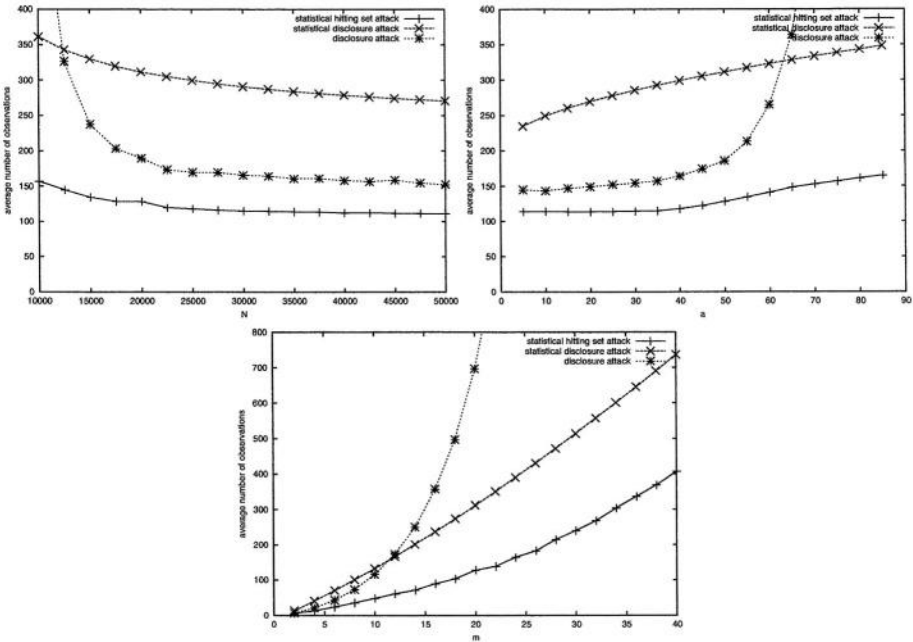 400
350
300
250
200
150
100
50
0
average number of observations
statistical hitting set attack
statistical disclosure attack
disclosure attack
10000 15000 20000 25000 30000 35000 40000 45000 50000
N
400
350
300
250
200
150
100
50
0
average number of observations
statistical hitting set attack
statistical disclosure attack
disclosure attack
0 10 20 30 40 50 60 70 80 90
a
800
700
600
500
400
300
200
100
0
average number of observations
statistical hitting set attack
statistical disclosure attack
disclosure attack
0 5 10 15 20 25 30 35 40
m